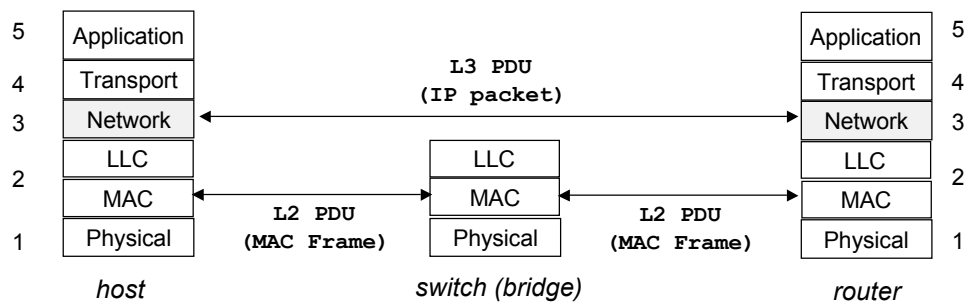 5 Application Application 5
4 Transport L3 PDU Transport 4
(IP packet)
3 Network Network 3
LLC LLC LLC
2 2
MAC MAC MAC
L2 PDU L2 PDU
1 Physical (MAC Frame) Physical (MAC Frame) Physical 1
host switch (bridge) router